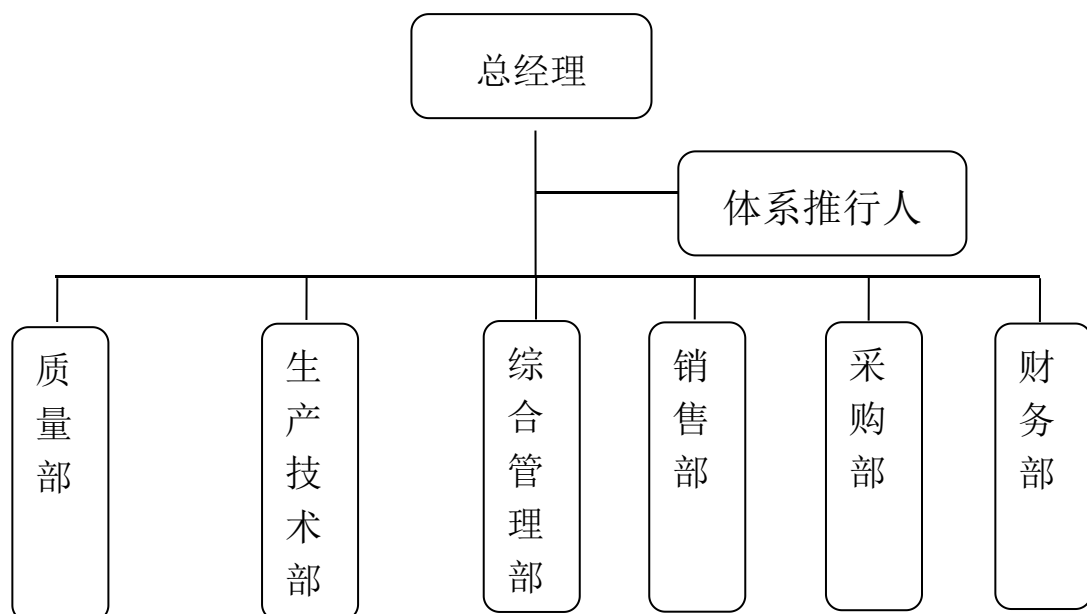 总经理
体系推行人
质量部
生产技术部
综合管理部
销售部
采购部
财务部